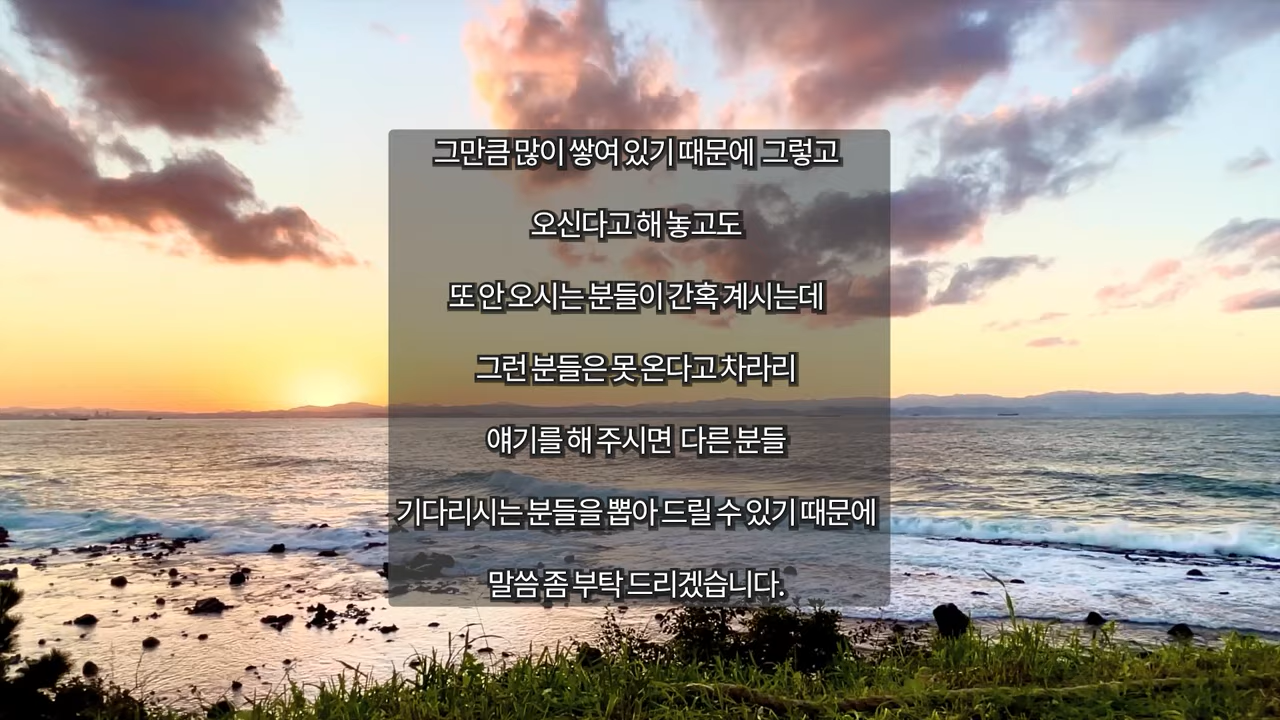 그만큼 많이 쌓여 있기 때문에 그렇고
오신다고 해 놓고도
또 안 오시는 분들이 간혹 계시는데
그런 분들은 못 온다고 차라리
얘기를 해 주시면 다른 분들
기다리시는 분들을 뽑아 드릴 수 있기 때문에
말씀 좀 부탁 드리겠습니다.